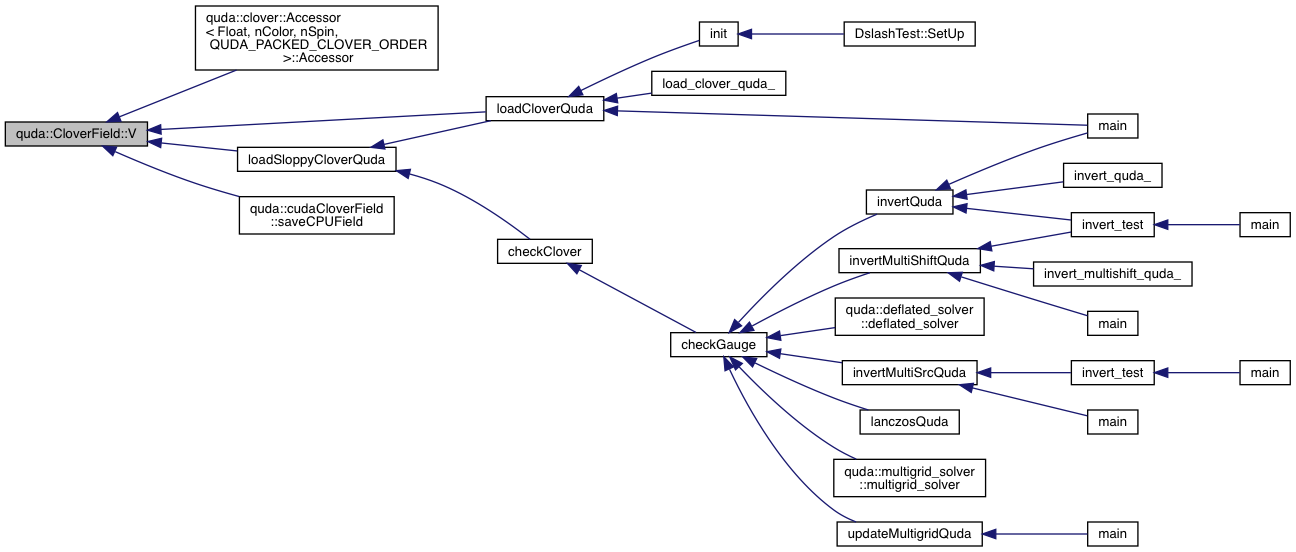 quda::clover::Accessor
< Float, nColor, nSpin,
QUDA_PACKED_CLOVER_ORDER
>::Accessor
init
DslashTest::SetUp
load_clover_quda_
loadCloverQuda
main
quda::CloverField::V
loadSloppyCloverQuda
invert_quda_
invertQuda
quda::cudaCloverField
::saveCPUField
invert_test
main
checkClover
invertMultiShiftQuda
invert_multishift_quda_
quda::deflated_solver
::deflated_solver
main
checkGauge
invertMultiSrcQuda
invert_test
main
lanczosQuda
main
quda::multigrid_solver
::multigrid_solver
updateMultigridQuda
main